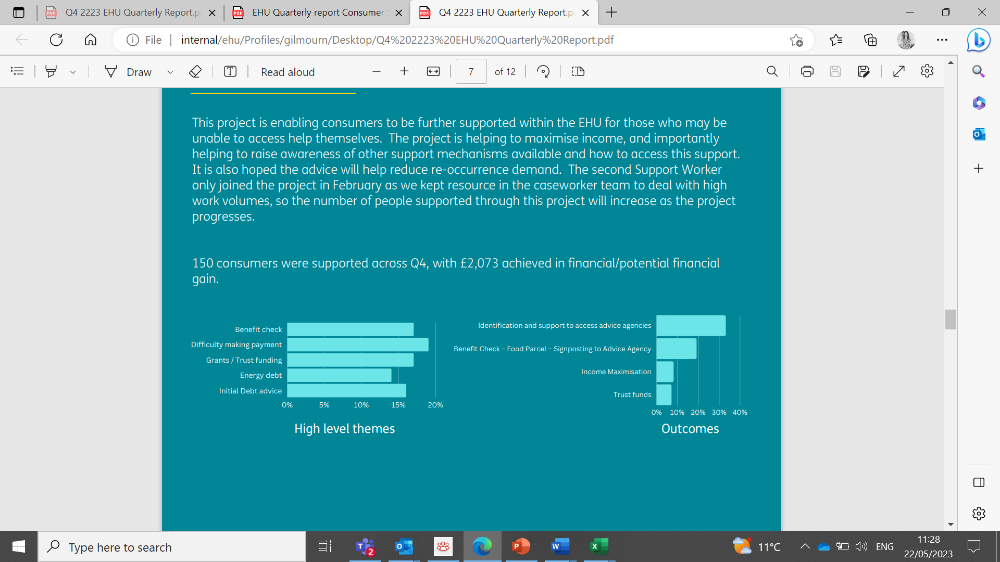 Q4 2223 EHU Quarterly Report.p
EHU Quarterly report Consumer
Q4 2223 EHU Quarterly Report.p
File
internal/ehu/Profiles/gilmourn/Desktop/Q4%202223%20EHU%20Quarterly%20Report.pdf
Draw
Read aloud
7
of 12
This project is enabling consumers to be further supported within the EHU for those who may be
unable to access help themselves.  The project is helping to maximise income, and importantly
helping to raise awareness of other support mechanisms available and how to access this support.
It is also hoped the advice will help reduce re-occurrence demand.  The second Support Worker
only joined the project in February as we kept resource in the caseworker team to deal with high
work volumes, so the number of people supported through this project will increase as the project
progresses.
150 consumers were supported across Q4, with £2,073 achieved in financial/potential financial
gain.
Benefit check
Difficulty making payment
Grants / Trust funding
Energy debt
Initial Debt advice
0% 5% 10% 15% 20%
High level themes
Identification and support to access advice agencies
Benefit Check – Food Parcel – Signposting to Advice Agency
Income Maximisation
Trust funds
0% 10% 20% 30% 40%
Outcomes
Type here to search
2
11°C
ENG
11:28
22/05/2023